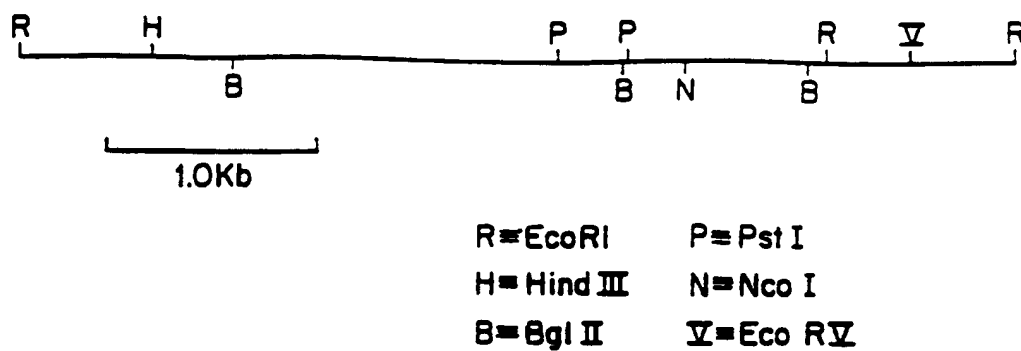 R H P P R V R
B B N B
1.0Kb
R≡EcoRI P≡Pst I
H≡Hind III N≡Nco I
B≡Bgl II V≡Eco RV